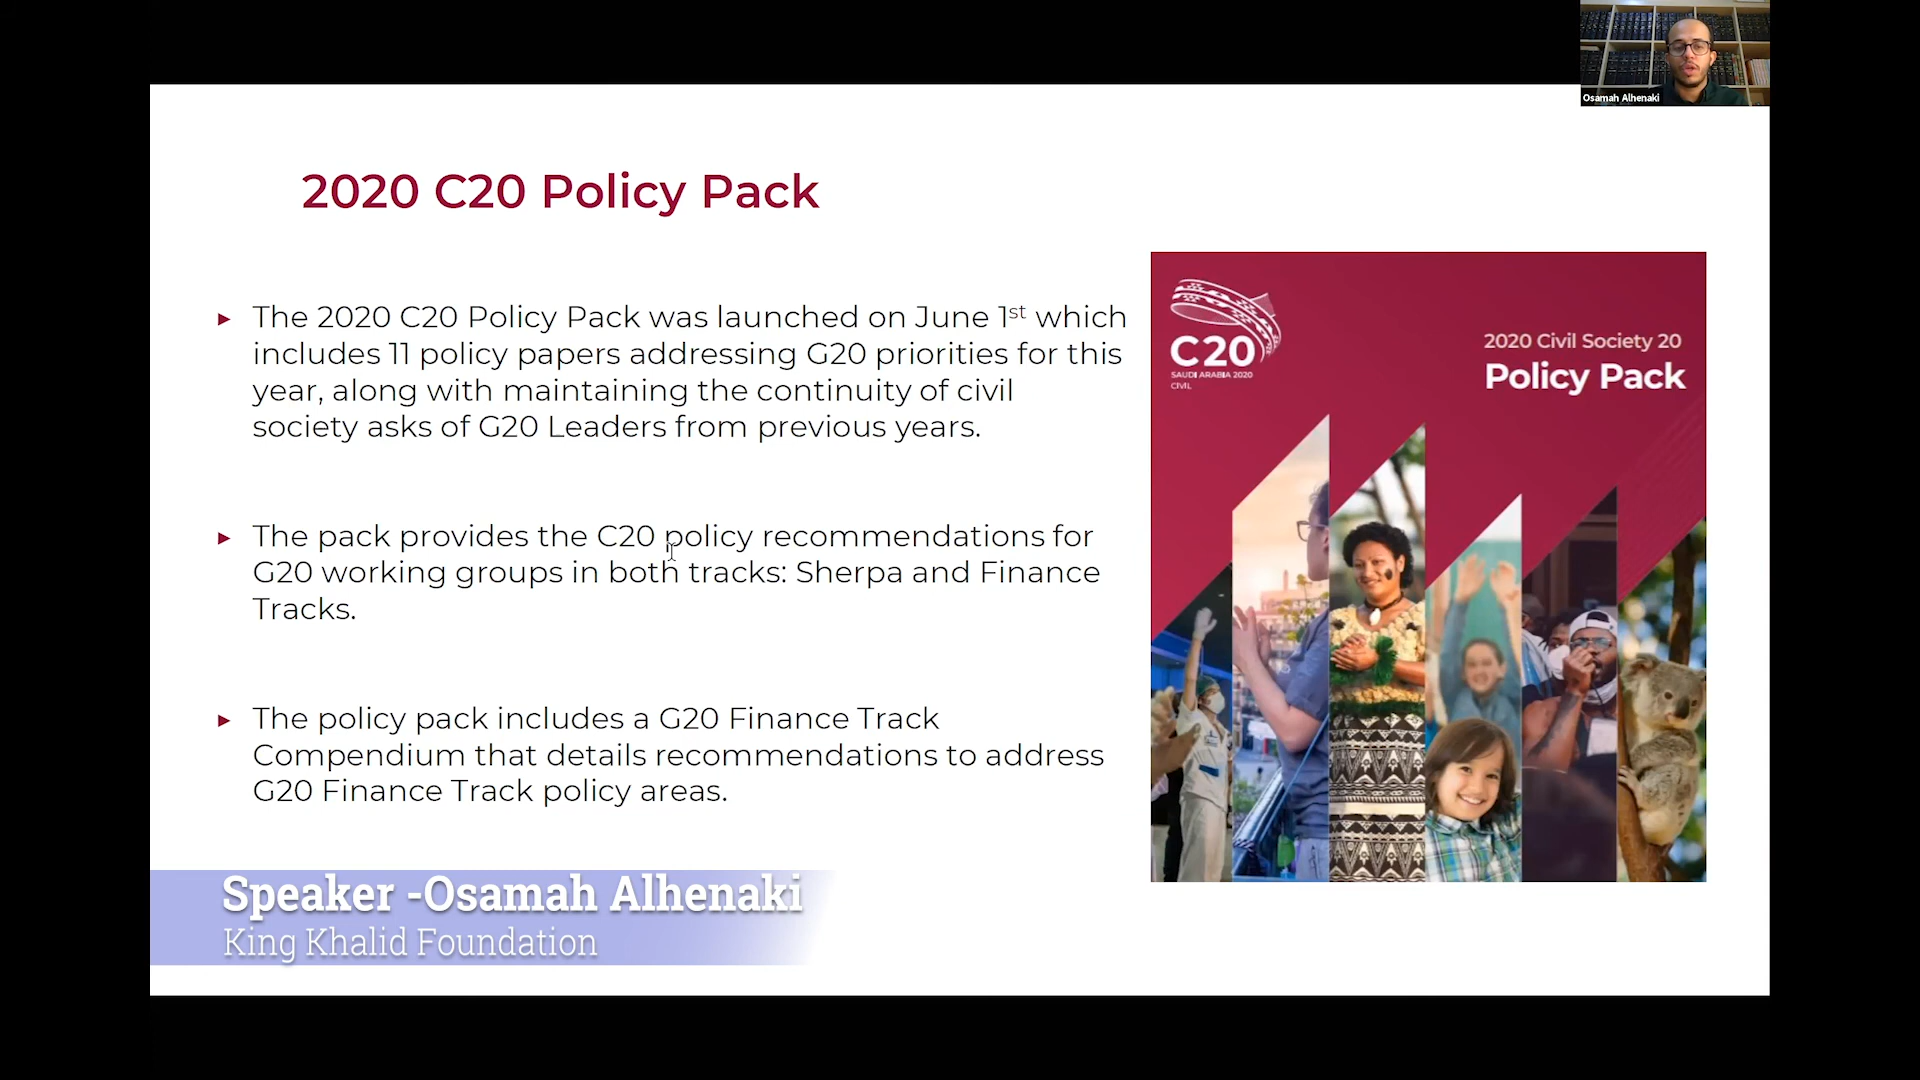 Osamah Alhenaki
2020 C20 Policy Pack
► The 2020 C20 Policy Pack was launched on June 1st which
includes 11 policy papers addressing G20 priorities for this
year, along with maintaining the continuity of civil
society asks of G20 Leaders from previous years.
► The pack provides the C20 policy recommendations for
G20 working groups in both tracks: Sherpa and Finance
Tracks.
► The policy pack includes a G20 Finance Track
Compendium that details recommendations to address
G20 Finance Track policy areas.
C20
SAUDI ARABIA 2020
CIVIL
2020 Civil Society 20
Policy Pack
Speaker -Osamah Alhenaki
King Khalid Foundation